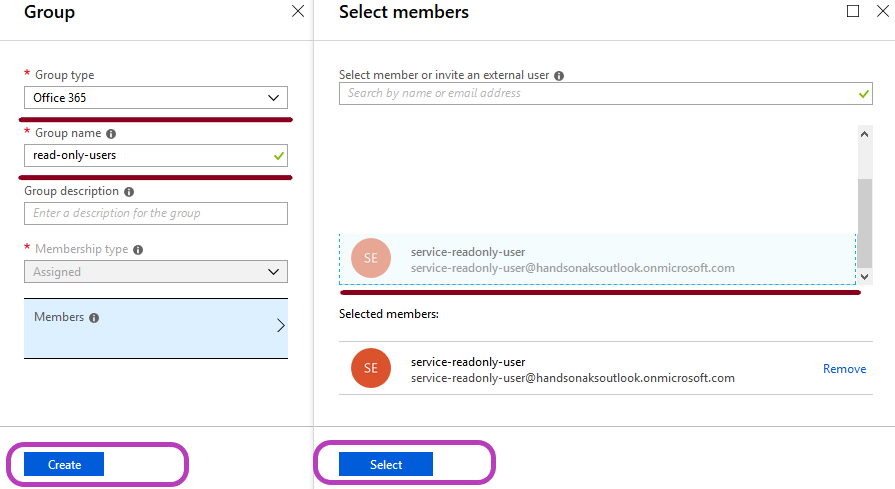 Group
* Group type
Office 365
* Group name
read-only-users
Group description
Enter a description for the group
* Membership type
Assigned
Members
Create
Select members
Select member or invite an external user
Search by name or email address
SE
service-readonly-user
service-readonly-user@handsonaksoutlook.onmicrosoft.com
Selected members:
SE
service-readonly-user
service-readonly-user@handsonaksoutlook.onmicrosoft.com
Remove
Select